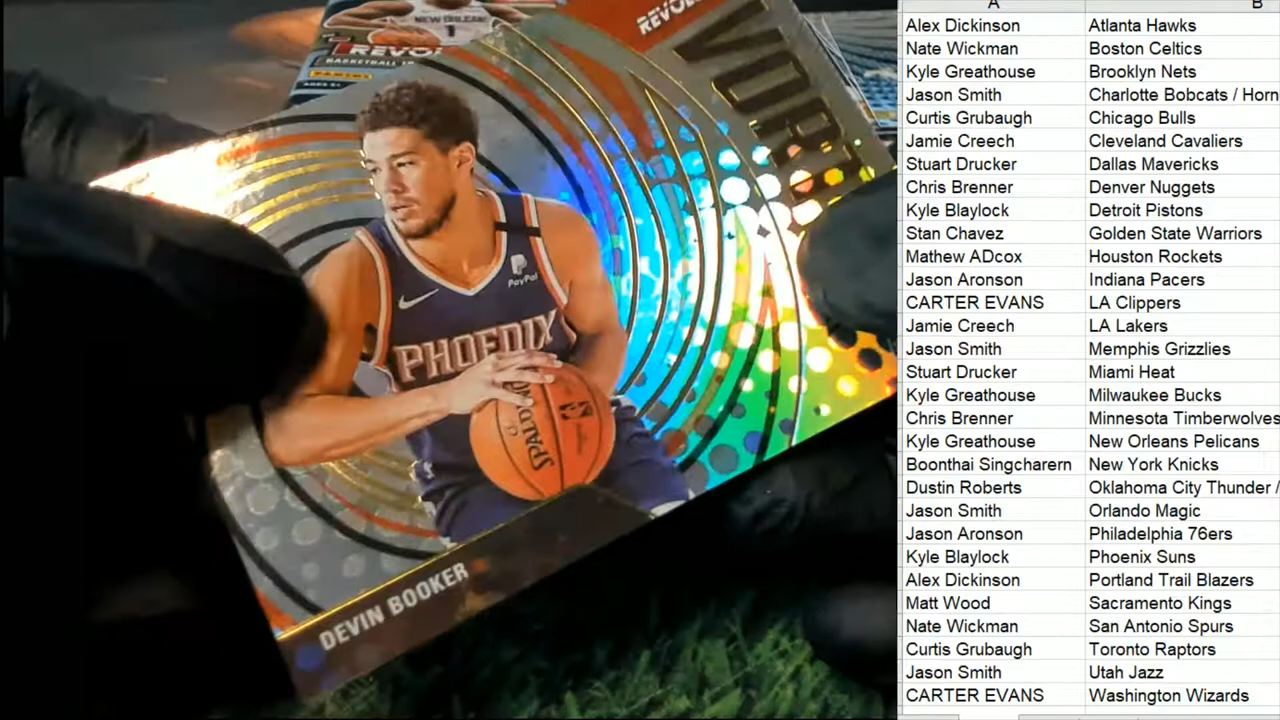 NEW ORLEANS
1
REVOL
BASKETBALL
PANINI
REVOL
VORT
PayPal
PHOENIX
SPALDING
DEVIN BOOKER
A B
Alex Dickinson Atlanta Hawks
Nate Wickman Boston Celtics
Kyle Greathouse Brooklyn Nets
Jason Smith Charlotte Bobcats / Horn
Curtis Grubaugh Chicago Bulls
Jamie Creech Cleveland Cavaliers
Stuart Drucker Dallas Mavericks
Chris Brenner Denver Nuggets
Kyle Blaylock Detroit Pistons
Stan Chavez Golden State Warriors
Mathew ADcox Houston Rockets
Jason Aronson Indiana Pacers
CARTER EVANS LA Clippers
Jamie Creech LA Lakers
Jason Smith Memphis Grizzlies
Stuart Drucker Miami Heat
Kyle Greathouse Milwaukee Bucks
Chris Brenner Minnesota Timberwolves
Kyle Greathouse New Orleans Pelicans
Boonthai Singcharern New York Knicks
Dustin Roberts Oklahoma City Thunder /
Jason Smith Orlando Magic
Jason Aronson Philadelphia 76ers
Kyle Blaylock Phoenix Suns
Alex Dickinson Portland Trail Blazers
Matt Wood Sacramento Kings
Nate Wickman San Antonio Spurs
Curtis Grubaugh Toronto Raptors
Jason Smith Utah Jazz
CARTER EVANS Washington Wizards